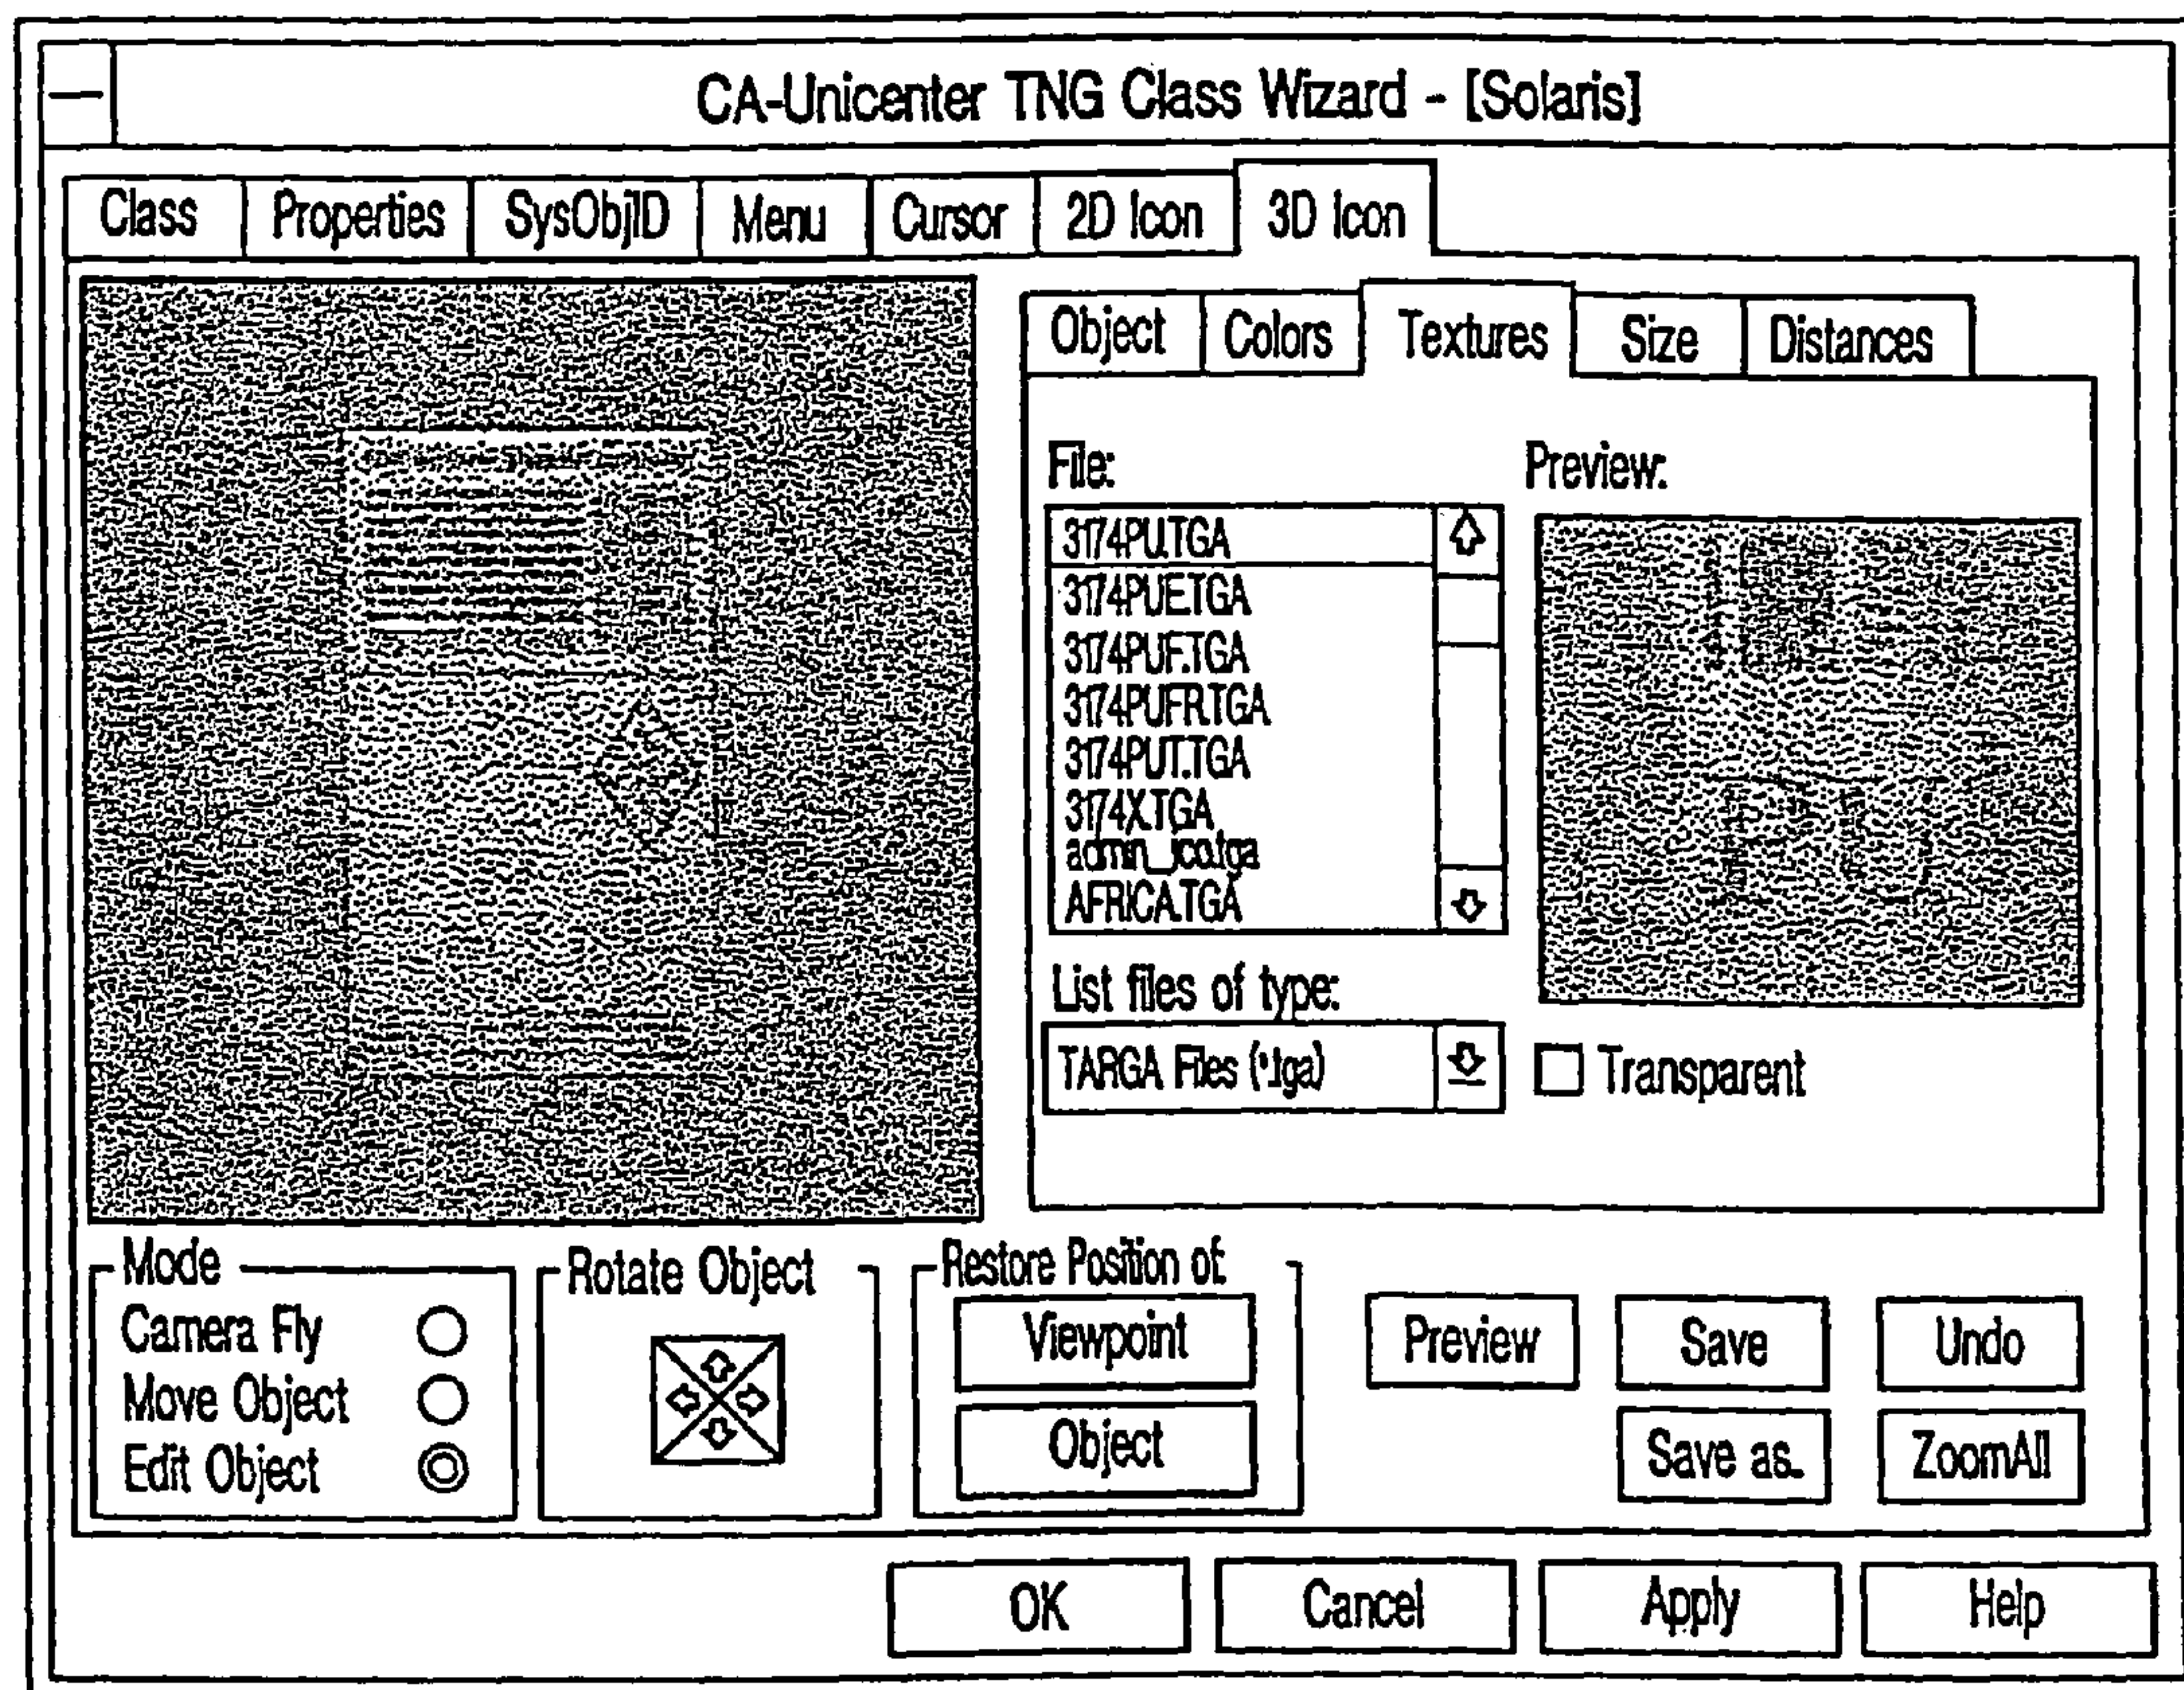 CA-Unicenter TNG Class Wizard - [Solaris]
Class Properties SysObjID Menu Cursor 2D Icon 3D Icon
Object Colors Textures Size Distances
File:
3174PU.TGA
3174PUE.TGA
3174PUF.TGA
3174PUFR.TGA
3174PUT.TGA
3174X.TGA
admin_ico.tga
AFRICA.TGA
List files of type:
TARGA Files (*.tga)
Preview:
Transparent
Mode
Camera Fly
Move Object
Edit Object
Rotate Object
Restore Position of:
Viewpoint
Object
Preview Save Undo
Save as.. ZoomAll
OK Cancel Apply Help